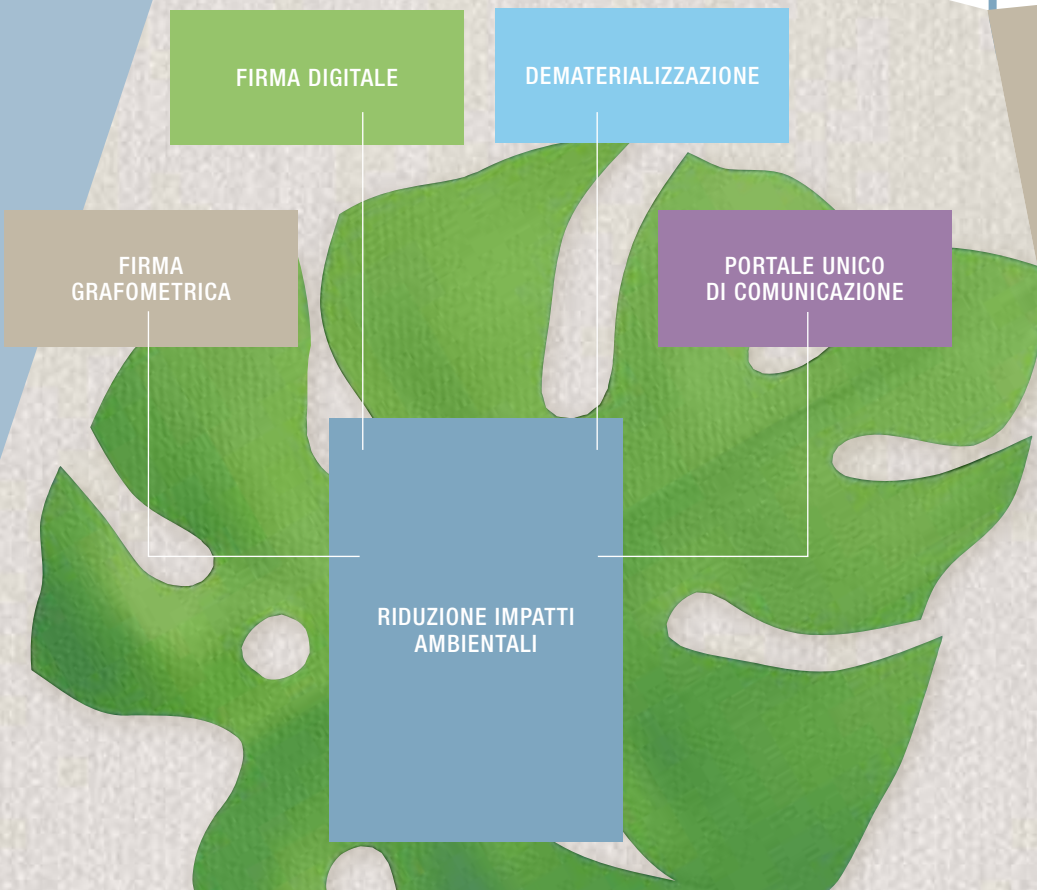 FIRMA DIGITALE
DEMATERIALIZZAZIONE
FIRMA
GRAFOMETRICA
PORTALE UNICO
DI COMUNICAZIONE
RIDUZIONE IMPATTI
AMBIENTALI